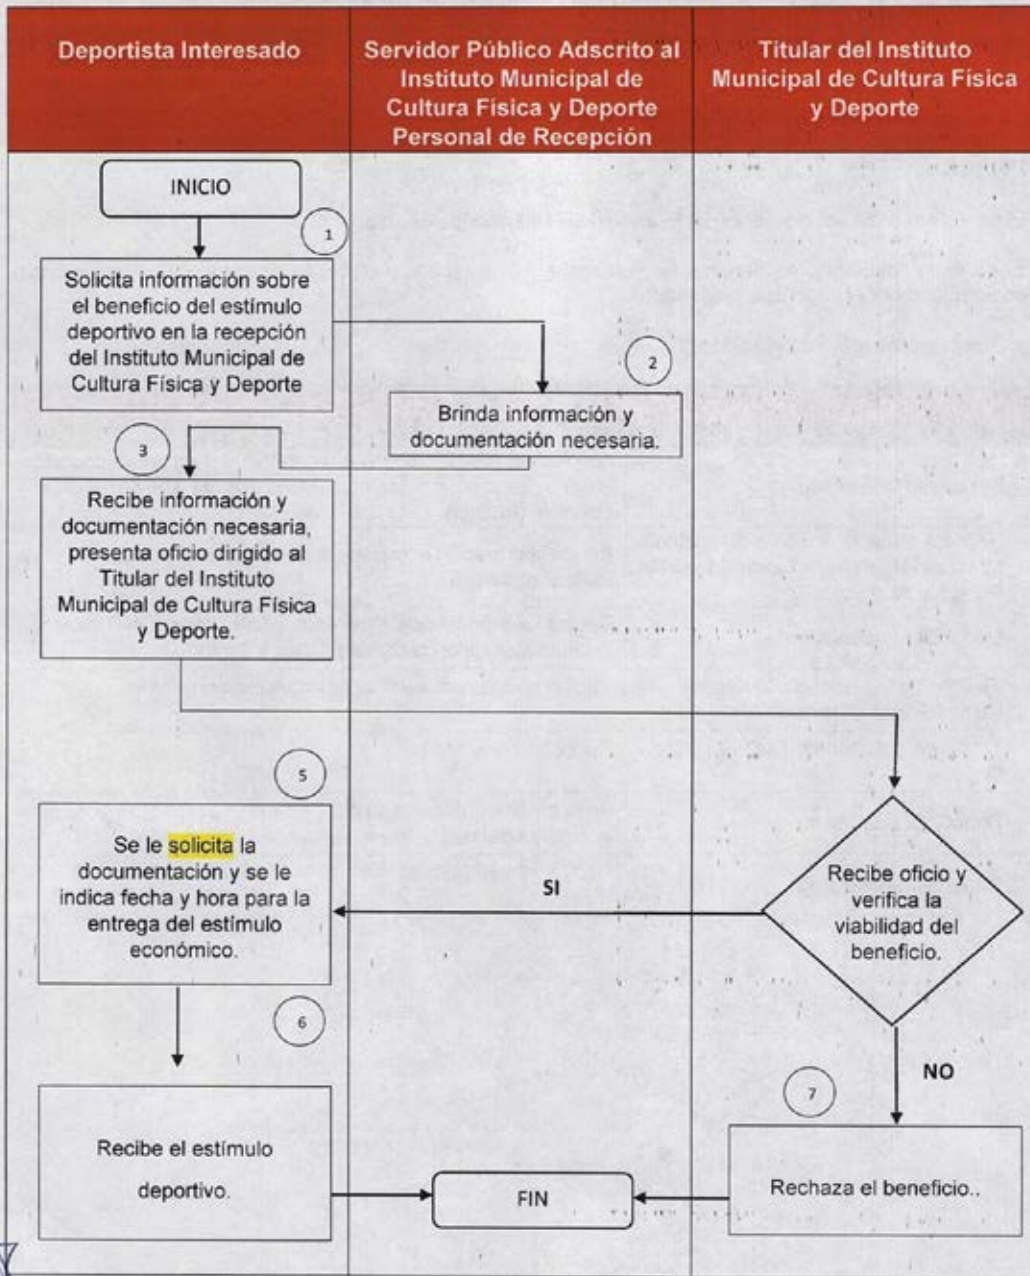 Deportista Interesado
Servidor Público Adscrito al
Instituto Municipal de
Cultura Física y Deporte
Personal de Recepción
Titular del Instituto
Municipal de Cultura Física
y Deporte
INICIO
1
Solicita información sobre
el beneficio del estímulo
deportivo en la recepción
del Instituto Municipal de
Cultura Física y Deporte
2
Brinda información y
documentación necesaria.
3
Recibe información y
documentación necesaria,
presenta oficio dirigido al
Titular del Instituto
Municipal de Cultura Física
y Deporte.
Recibe oficio y
verifica la
viabilidad del
beneficio.
SI
5
Se le solicita la
documentación y se le
indica fecha y hora para la
entrega del estímulo
económico.
6
Recibe el estímulo
deportivo.
NO
7
Rechaza el beneficio..
FIN